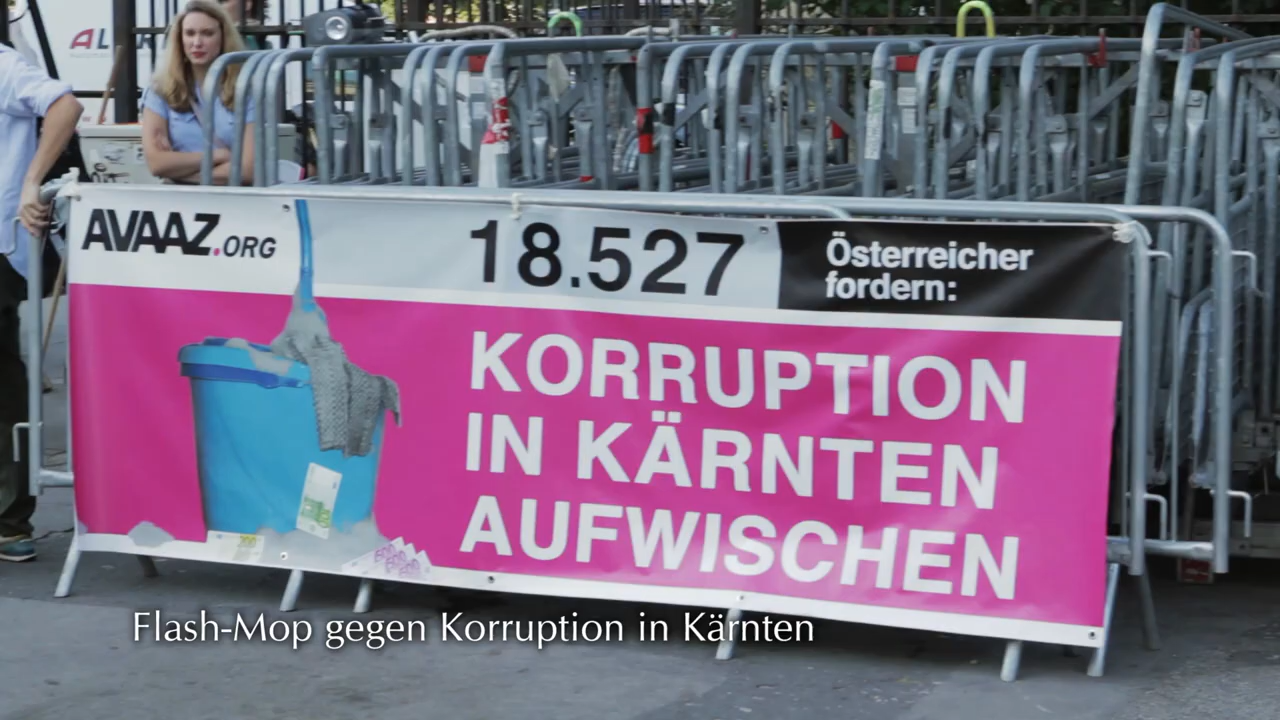 AVAAZ.ORG
18.527
Österreicher
fordern:
KORRUPTION
IN KÄRNTEN
AUFWISCHEN
Flash-Mop gegen Korruption in Kärnten